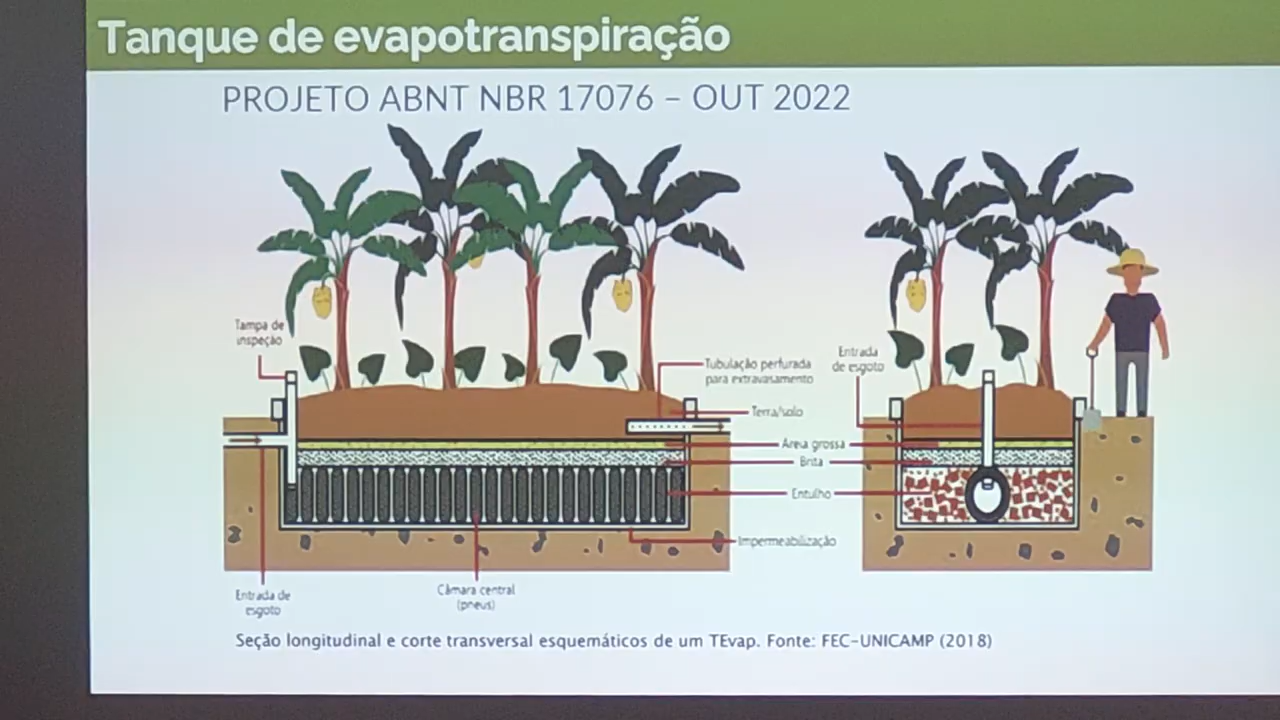 Tanque de evapotranspiração
PROJETO ABNT NBR 17076 – OUT 2022
Tampa de
inspeção
Tubulação perfurada
para extravasamento
Entrada
de esgoto
Terra/solo
Areia grossa
Brita
Entulho
Impermeabilização
Entrada de
esgoto
Câmara central
(pneus)
Seção longitudinal e corte transversal esquemáticos de um TEvap. Fonte: FEC-UNICAMP (2018)